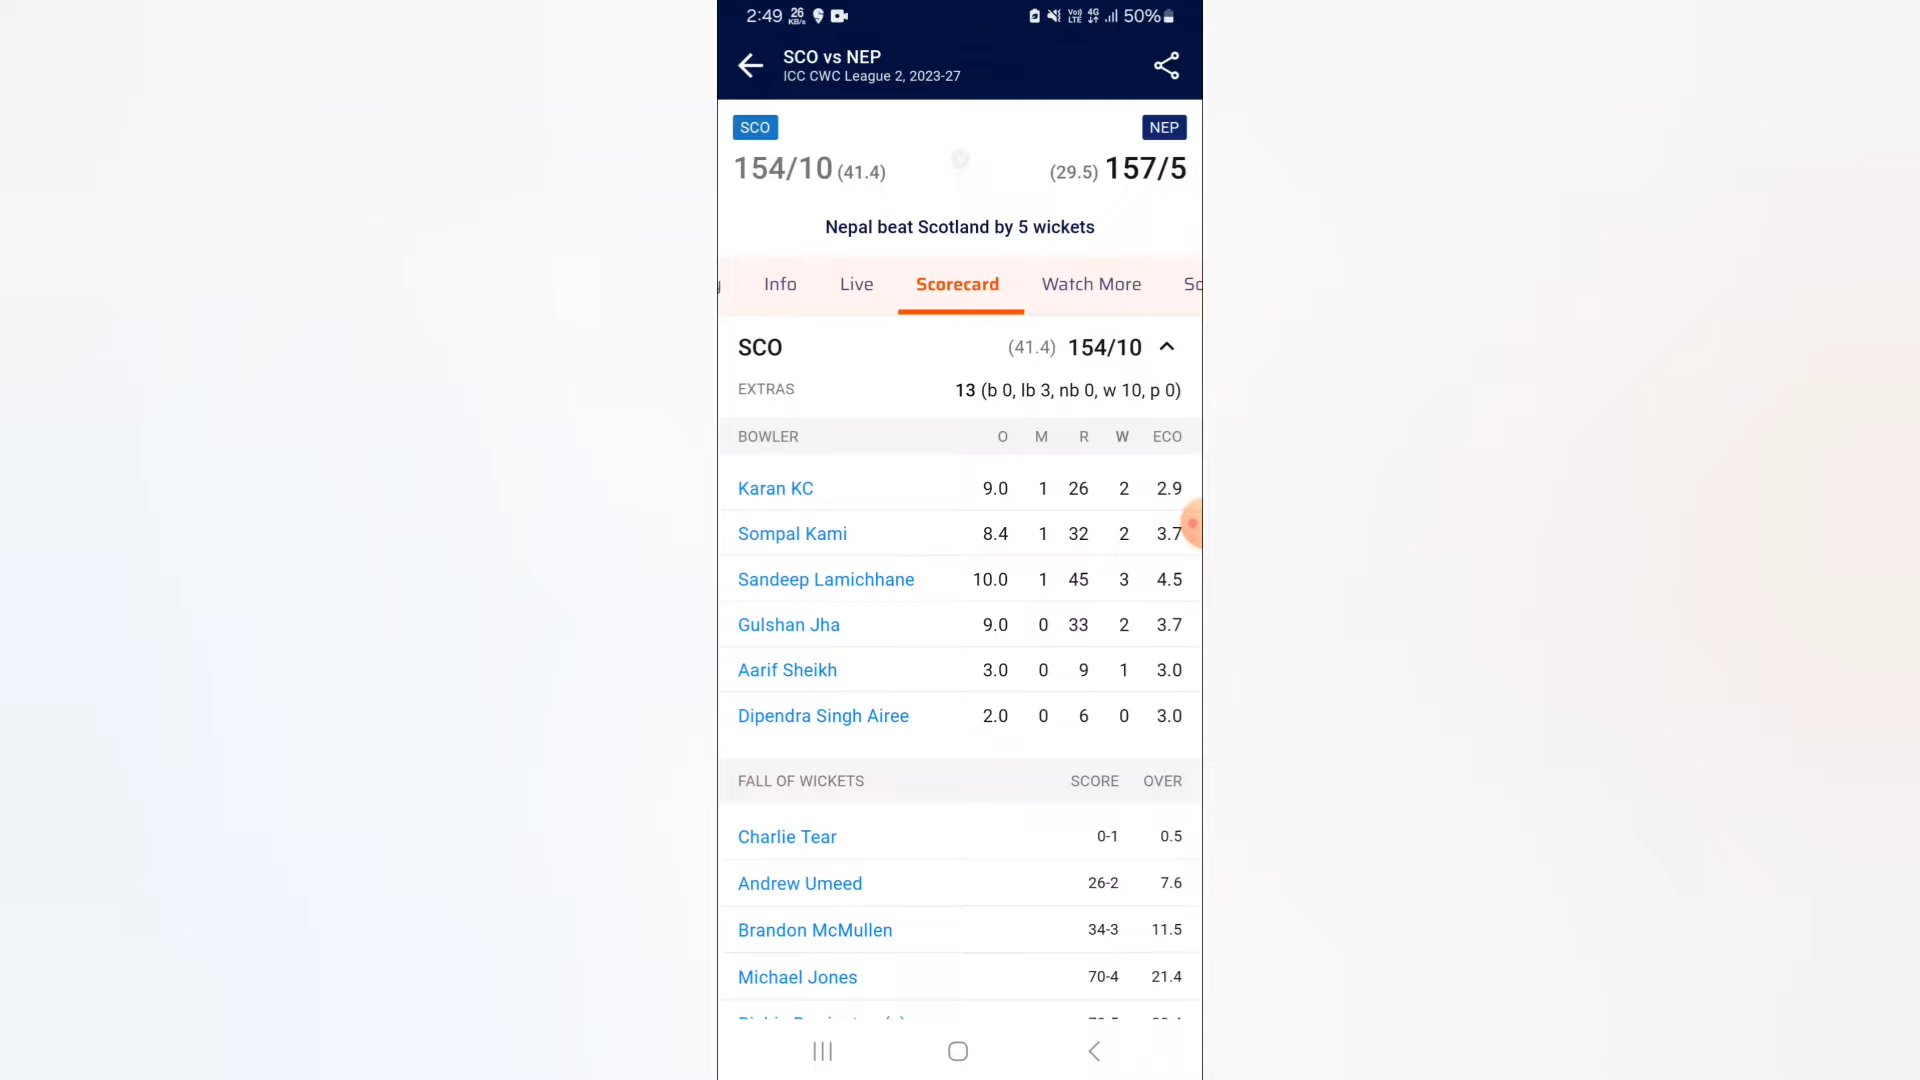 2:49 26 KB/s Vo) LTE 4G 50%
SCO vs NEP
ICC CWC League 2, 2023-27
SCO NEP
154/10 (41.4) (29.5) 157/5
Nepal beat Scotland by 5 wickets
Info Live Scorecard Watch More Sc
SCO (41.4) 154/10
EXTRAS 13 (b 0, lb 3, nb 0, w 10, p 0)
BOWLER O M R W ECO
Karan KC 9.0 1 26 2 2.9
Sompal Kami 8.4 1 32 2 3.7
Sandeep Lamichhane 10.0 1 45 3 4.5
Gulshan Jha 9.0 0 33 2 3.7
Aarif Sheikh 3.0 0 9 1 3.0
Dipendra Singh Airee 2.0 0 6 0 3.0
FALL OF WICKETS SCORE OVER
Charlie Tear 0-1 0.5
Andrew Umeed 26-2 7.6
Brandon McMullen 34-3 11.5
Michael Jones 70-4 21.4